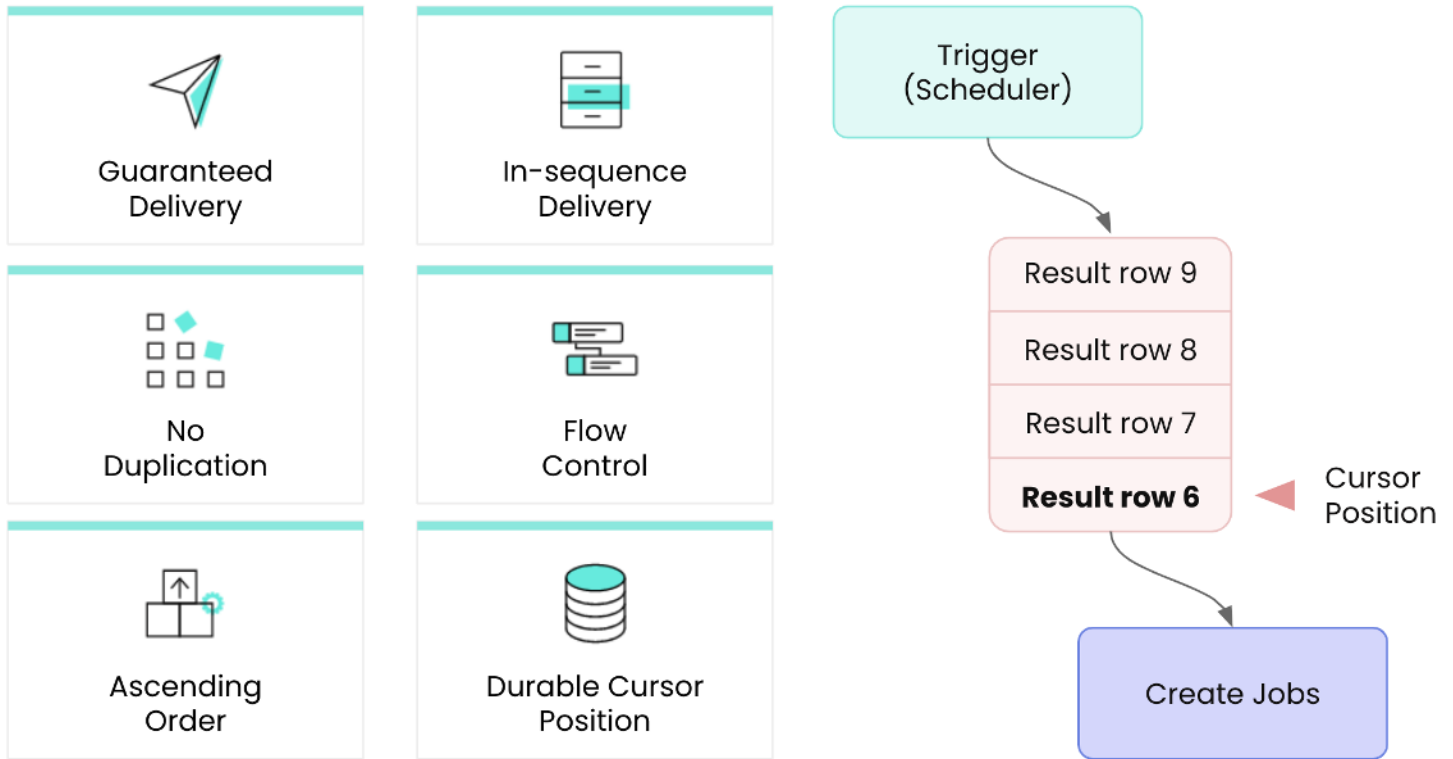 Guaranteed
Delivery
In-sequence
Delivery
No
Duplication
Flow
Control
Ascending
Order
Durable Cursor
Position
Trigger
(Scheduler)
Result row 9
Result row 8
Result row 7
Result row 6
Cursor
Position
Create Jobs